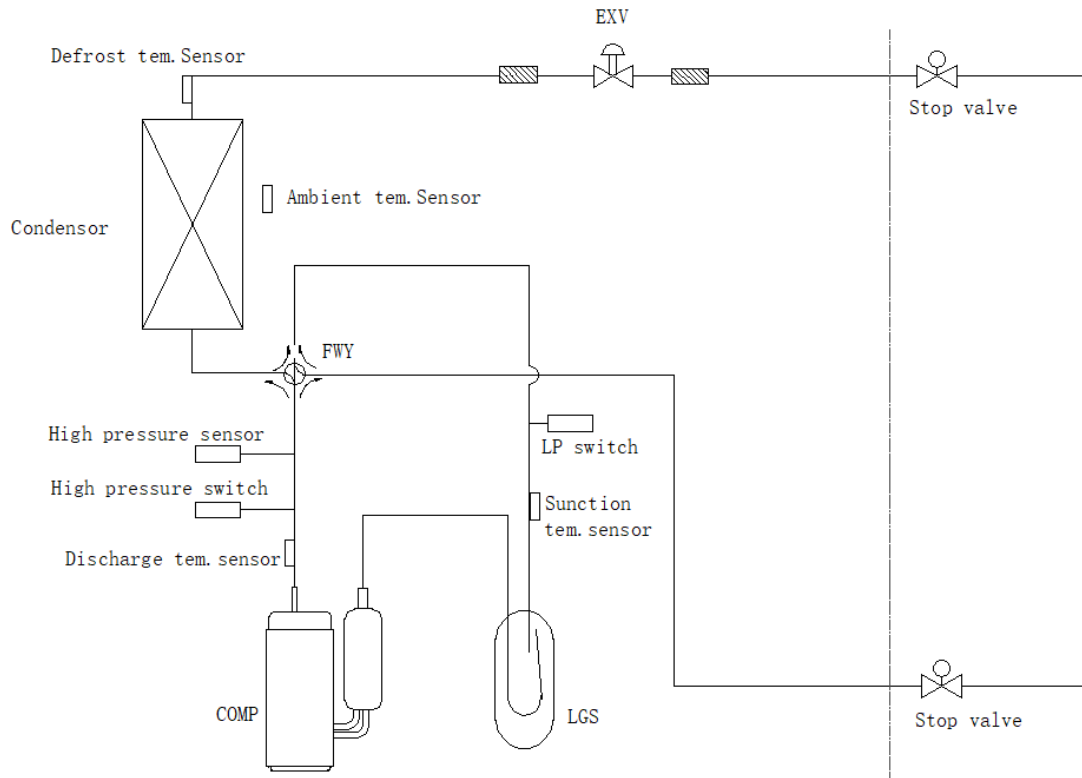 EXV
Defrost tem.Sensor
Stop valve
Ambient tem.Sensor
Condensor
FWY
High pressure sensor
LP switch
High pressure switch
Sunction
tem.sensor
Discharge tem.sensor
COMP
LGS
Stop valve